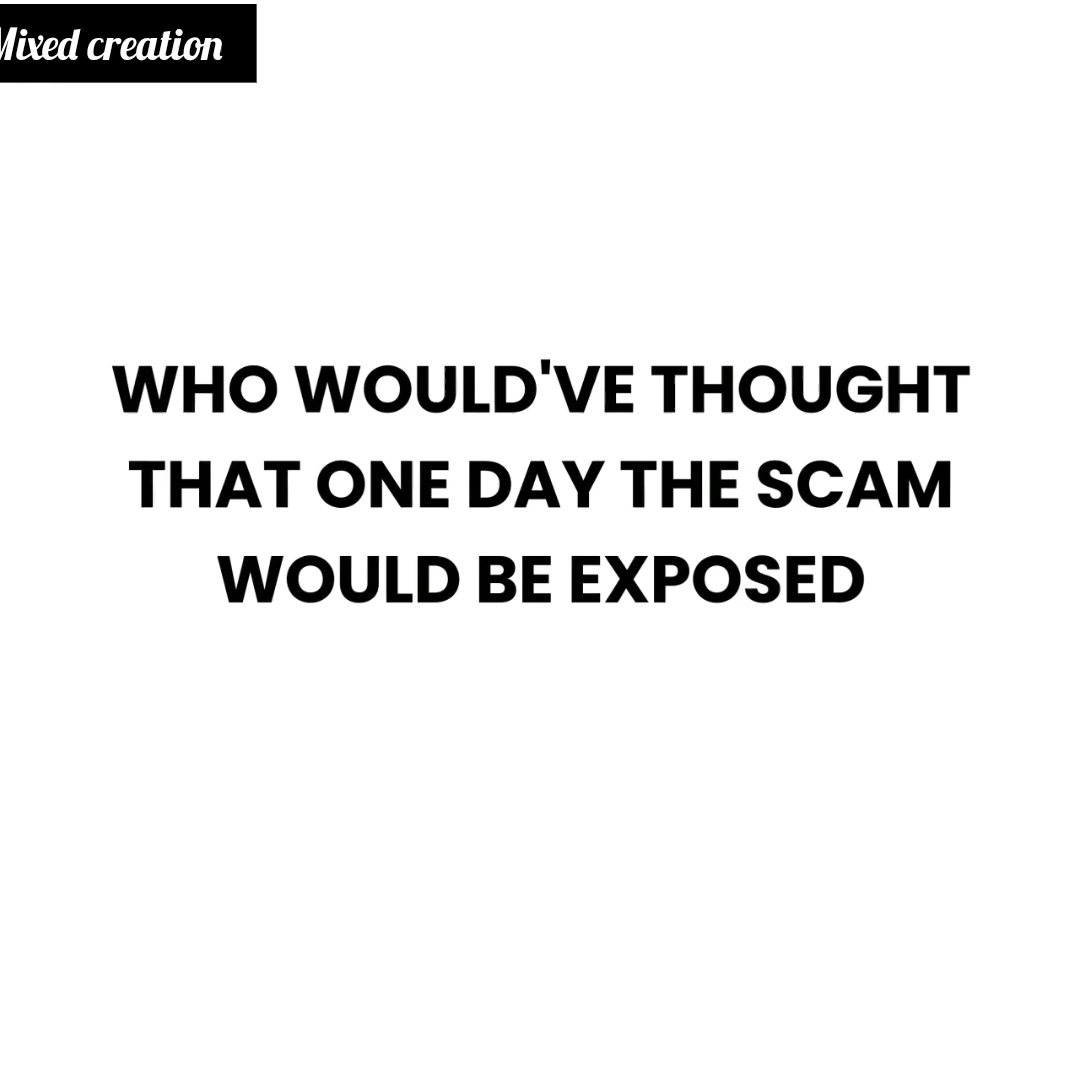 Mixed creation
WHO WOULD'VE THOUGHT
THAT ONE DAY THE SCAM
WOULD BE EXPOSED